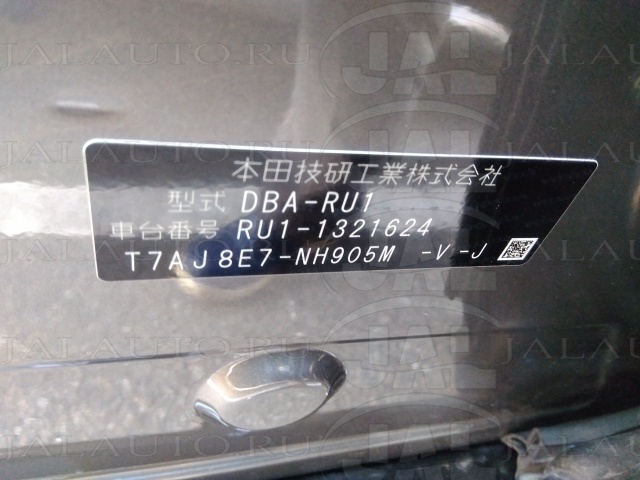 本田技研工業株式会社
型式 DBA-RU1
車台番号 RU1-1321624
T7AJ8E7-NH905M -V-J
JALAUTO.RU
JAL